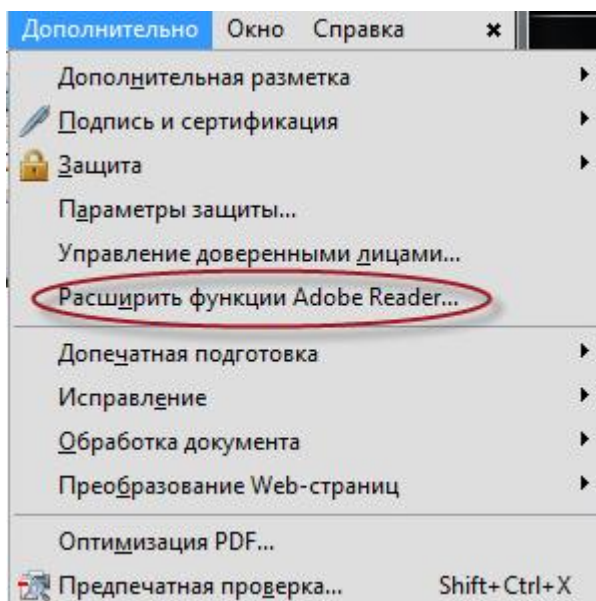 Дополнительно Окно Справка
Дополнительная разметка
Подпись и сертификация
Защита
Параметры защиты...
Управление доверенными лицами...
Расширить функции Adobe Reader...
Допечатная подготовка
Исправление
Обработка документа
Преобразование Web-страниц
Оптимизация PDF...
Предпечатная проверка... Shift+Ctrl+X